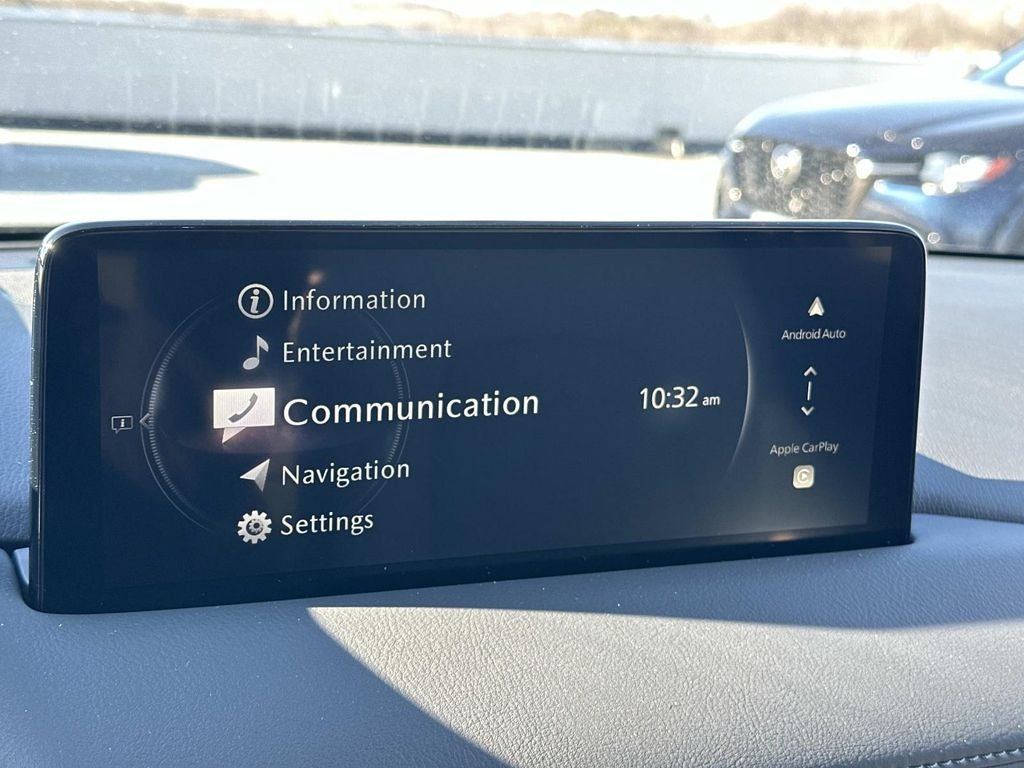 Information
Entertainment
Communication
Navigation
Settings
10:32 am
Android Auto
Apple CarPlay